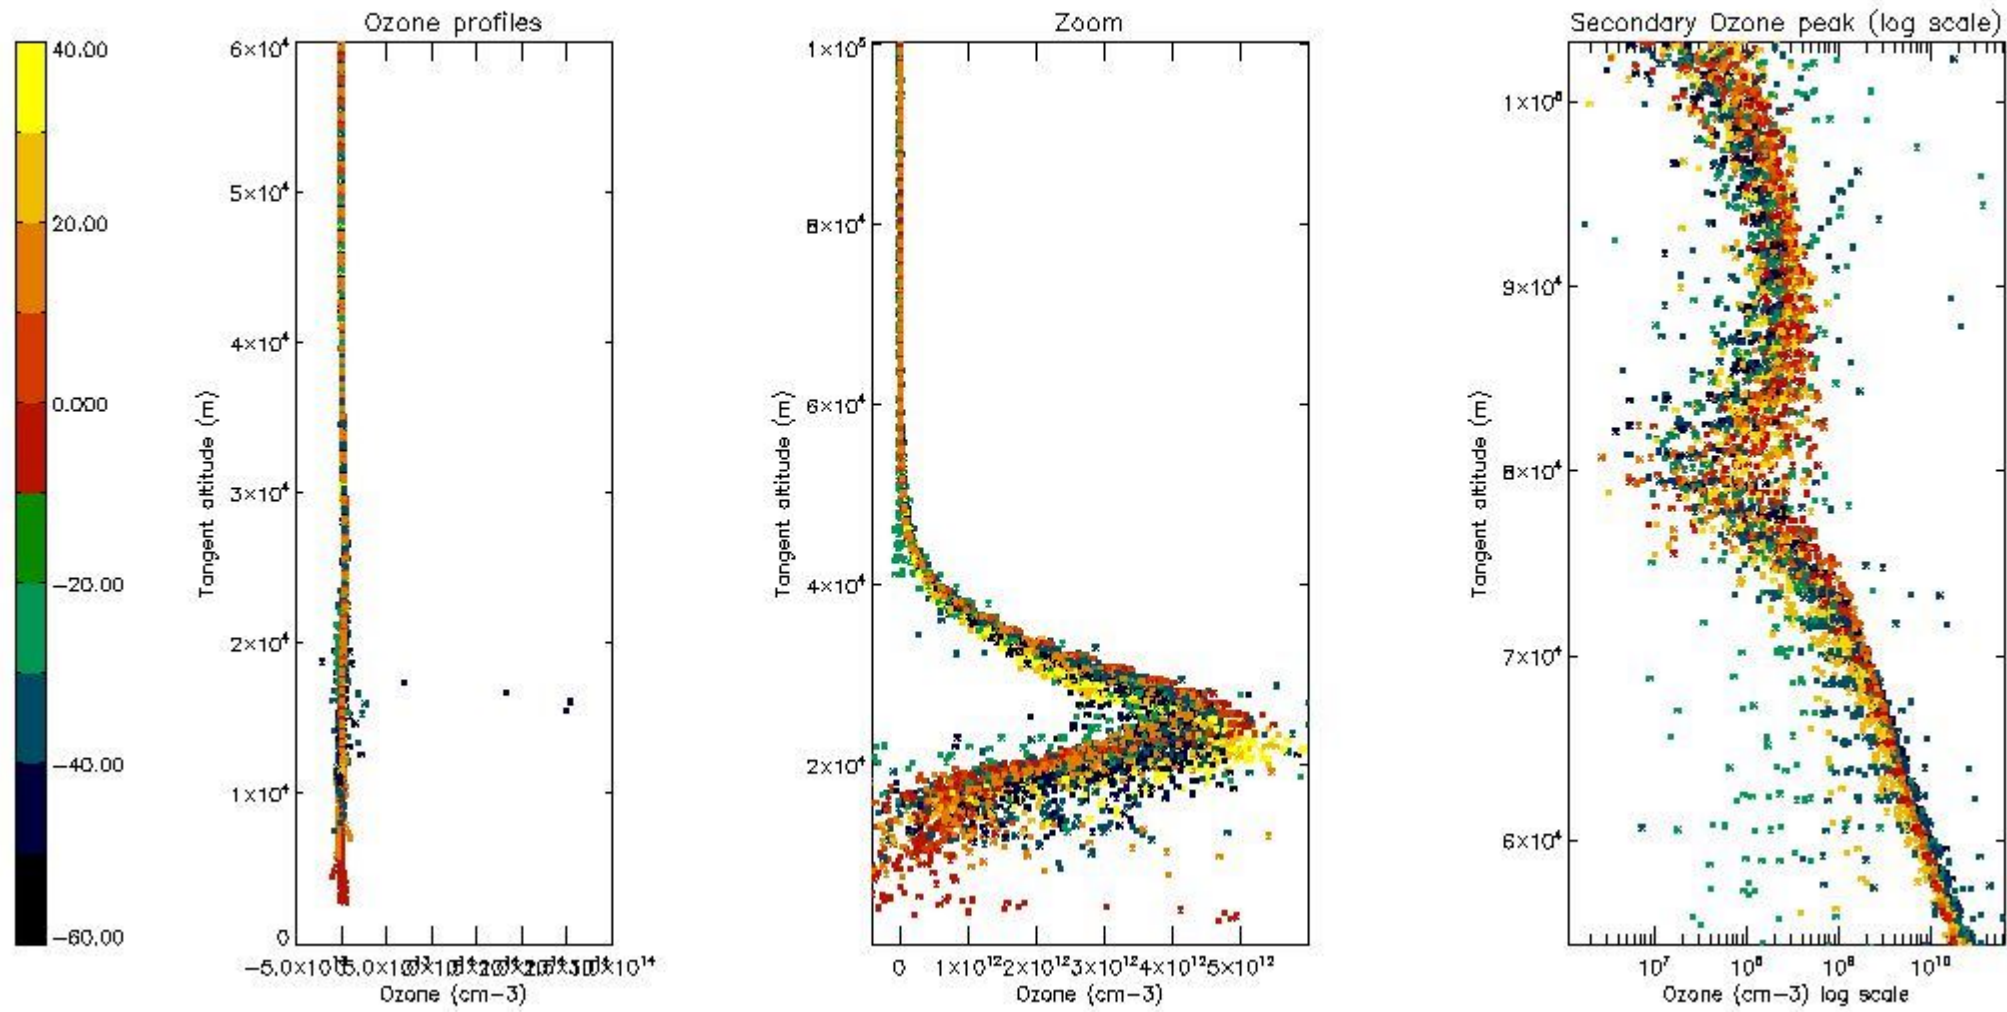 Ozone profiles
Zoom
Secondary Ozone peak (log scale)
40.00
20.00
0.000
−20.00
−40.00
−60.00
6×10⁴
5×10⁴
4×10⁴
3×10⁴
2×10⁴
1×10⁴
0
Tangent altitude (m)
Ozone (cm−3)
1×10⁵
8×10⁴
6×10⁴
4×10⁴
2×10⁴
Tangent altitude (m)
0 1×10¹² 2×10¹² 3×10¹² 4×10¹² 5×10¹²
Ozone (cm−3)
1×10⁵
9×10⁴
8×10⁴
7×10⁴
6×10⁴
Tangent altitude (m)
10⁷ 10⁸ 10⁹ 10¹⁰
Ozone (cm−3) log scale